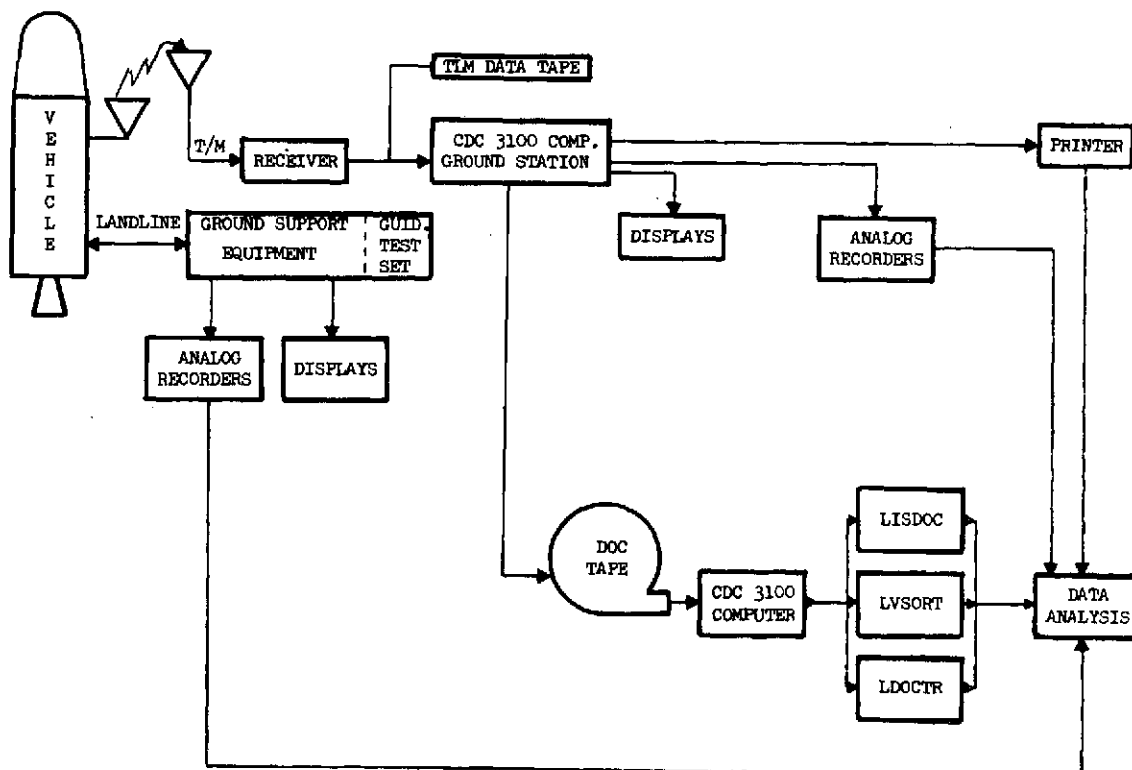 TLM DATA TAPE
VEHICLE
T/M
RECEIVER
CDC 3100 COMP.
GROUND STATION
PRINTER
LANDLINE
GROUND SUPPORT
EQUIPMENT
GUID.
TEST
SET
DISPLAYS
ANALOG
RECORDERS
ANALOG
RECORDERS
DISPLAYS
DOC
TAPE
CDC 3100
COMPUTER
LISDOC
LVSORT
LDOCTR
DATA
ANALYSIS